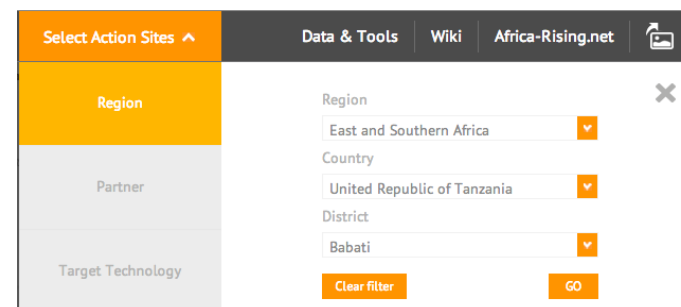 Select Action Sites
Data & Tools
Wiki
Africa-Rising.net
Region
Partner
Target Technology
Region
East and Southern Africa
Country
United Republic of Tanzania
District
Babati
Clear filter
GO